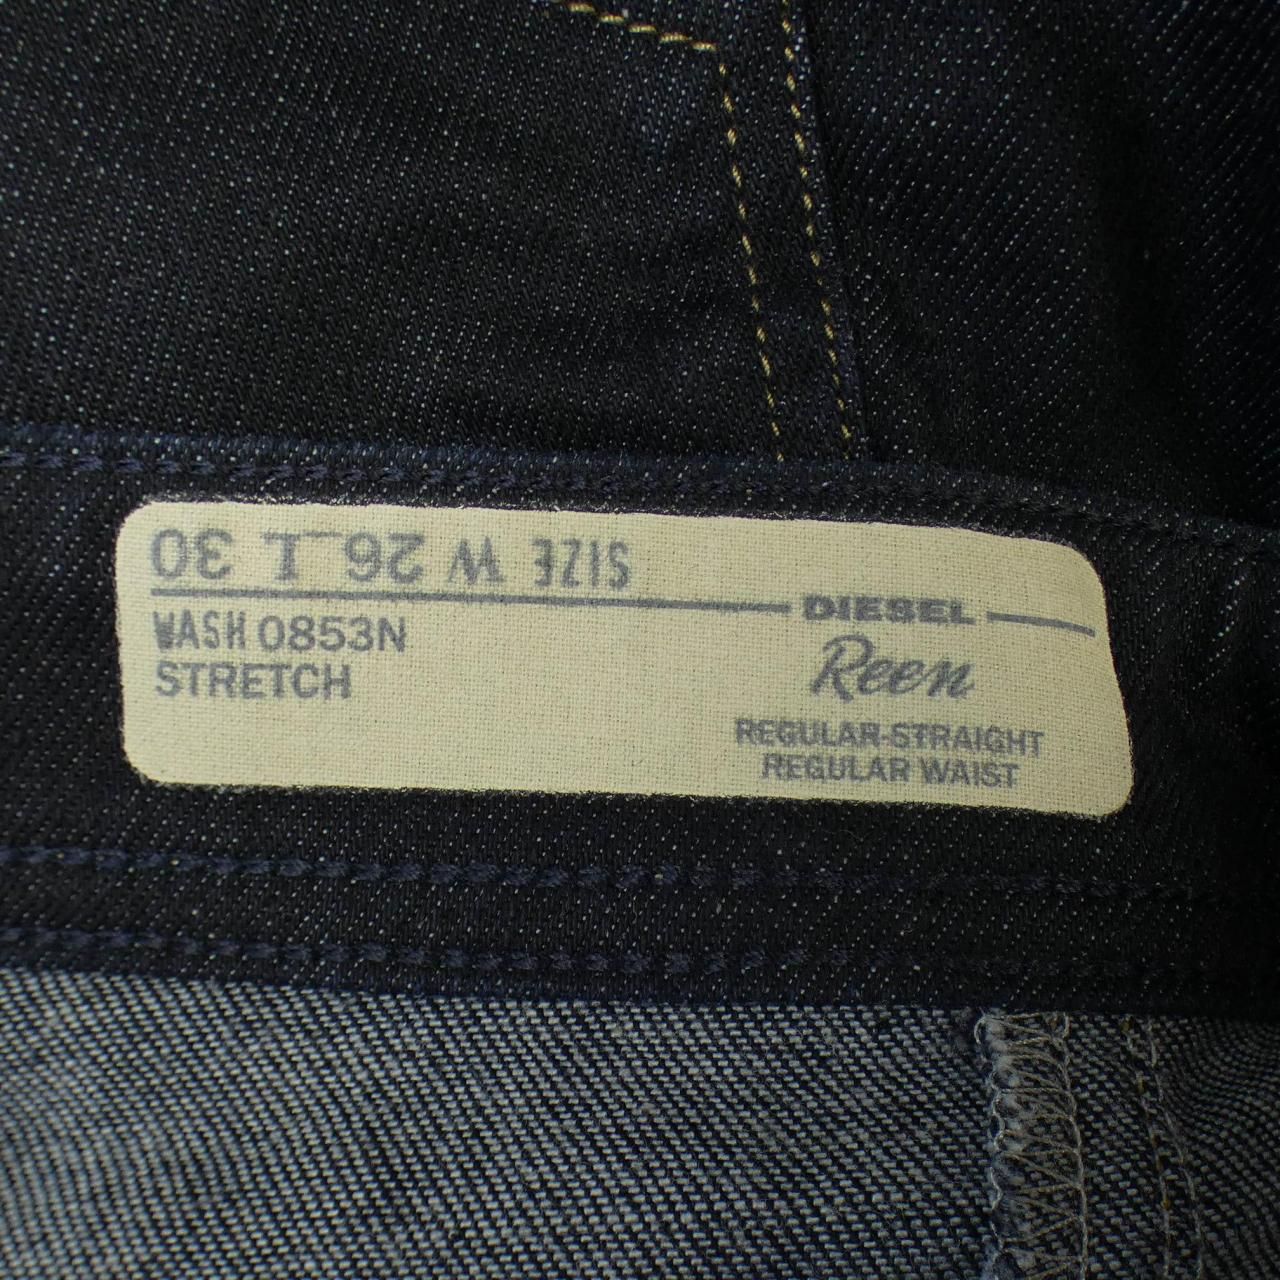 SIZE W 26 L 30
DIESEL
WASH 0853N
STRETCH
Reen
REGULAR-STRAIGHT
REGULAR WAIST